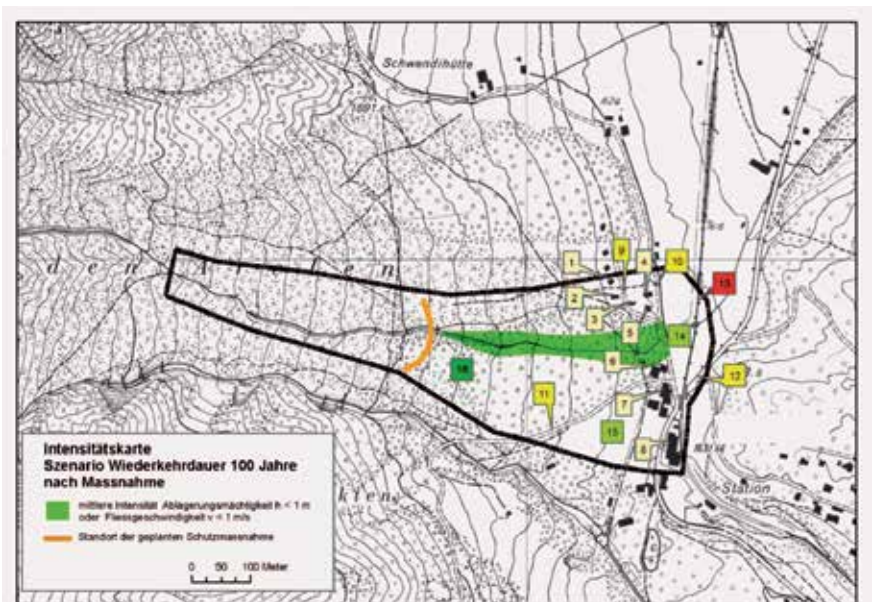 Schwendihütte
1
9
4
10
2
13
3
5
14
6
16
12
7
11
15
8
Station
Intensitätskarte
Szenario Wiederkehrdauer 100 Jahre
nach Massnahme
mittlere Intensität Ablagerungsmächtigkeit h < 1 m
oder Fliessgeschwindigkeit v < 1 m/s
Standort der geplanten Schutzmassnahme
0 50 100 Meter